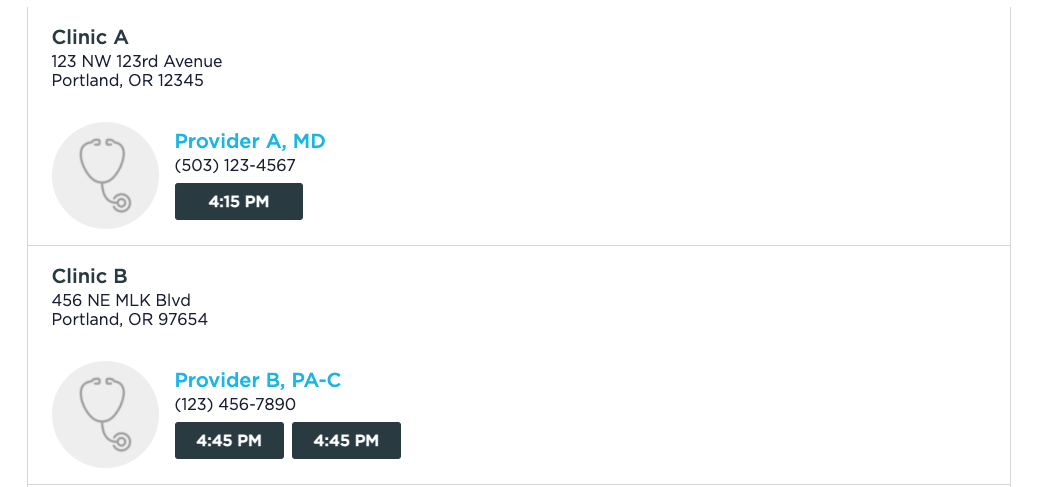 Clinic A
123 NW 123rd Avenue
Portland, OR 12345
Provider A, MD
(503) 123-4567
4:15 PM
Clinic B
456 NE MLK Blvd
Portland, OR 97654
Provider B, PA-C
(123) 456-7890
4:45 PM 4:45 PM